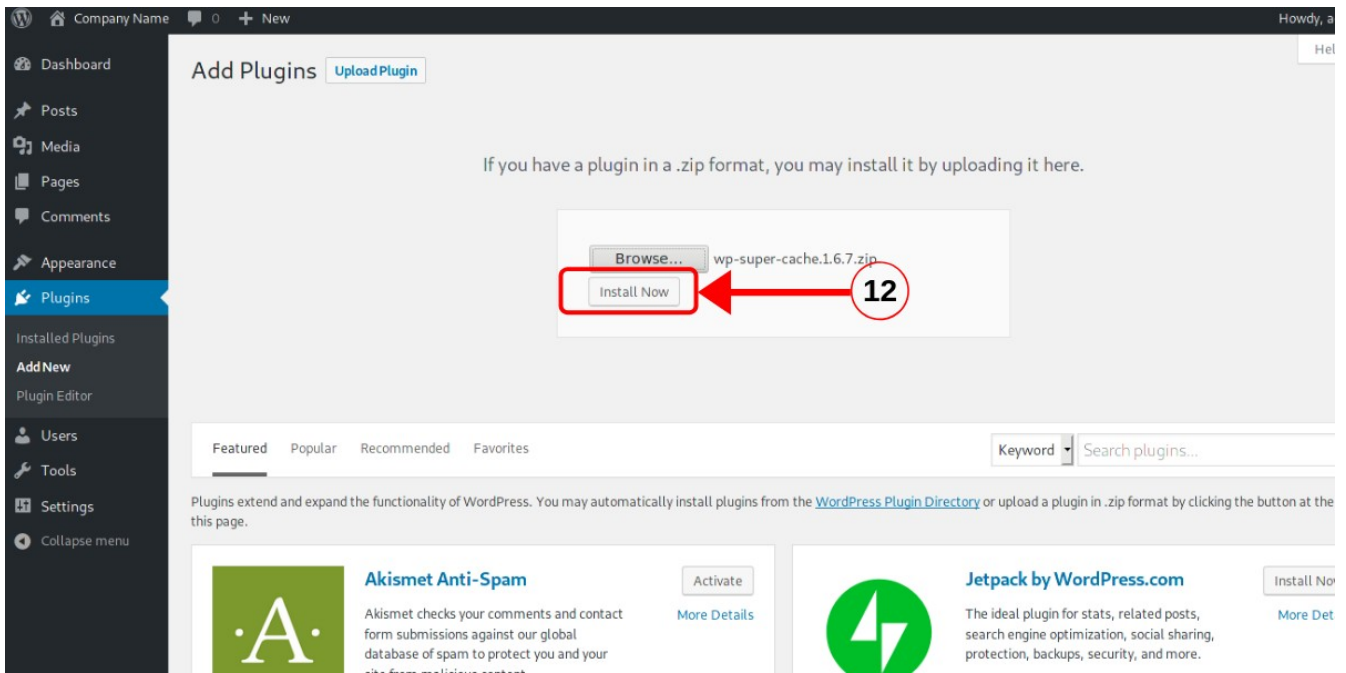 Company Name 0 + New Howdy, a
Hel
Dashboard
Posts
Media
Pages
Comments
Appearance
Plugins
Installed Plugins
Add New
Plugin Editor
Users
Tools
Settings
Collapse menu
Add Plugins Upload Plugin
If you have a plugin in a .zip format, you may install it by uploading it here.
Browse... wp-super-cache.1.6.7.zip
Install Now 12
Featured Popular Recommended Favorites Keyword Search plugins...
Plugins extend and expand the functionality of WordPress. You may automatically install plugins from the WordPress Plugin Directory or upload a plugin in .zip format by clicking the button at the
this page.
A
Akismet Anti-Spam
Activate
More Details
Akismet checks your comments and contact
form submissions against our global
database of spam to protect you and your
site from malicious content.
Jetpack by WordPress.com
Install Now
More Det
The ideal plugin for stats, related posts,
search engine optimization, social sharing,
protection, backups, security, and more.